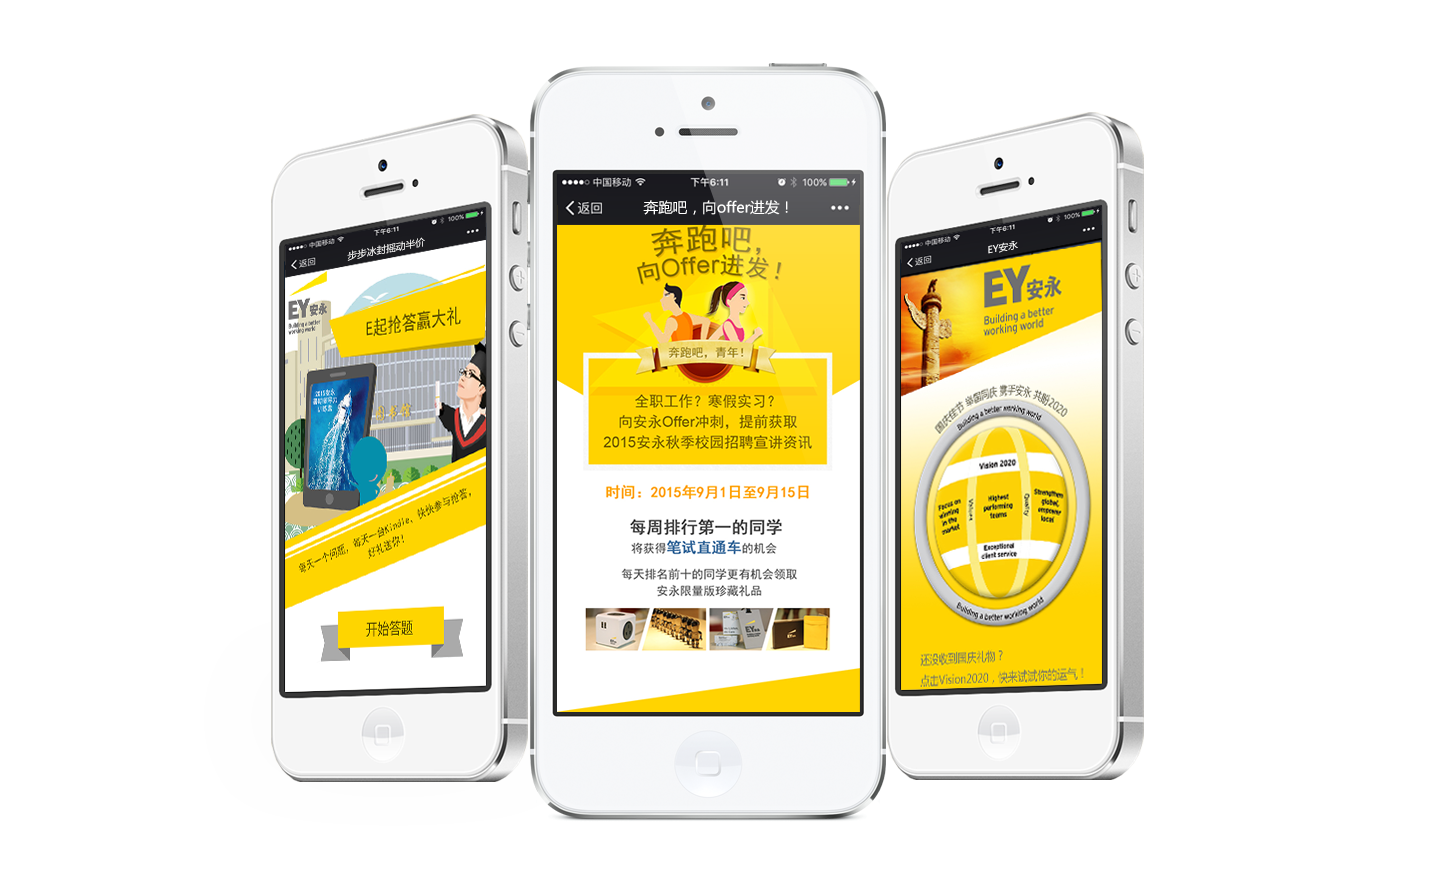 中国移动
下午6:11
100%
返回
步步冰封摇动半价
EY安永
Building a better
working world
E起抢答赢大礼
2015安永
每天一个问题，每天一台Kindle、快快参与抢答，
好礼送你！
开始答题
中国移动
下午6:11
100%
返回
奔跑吧，向offer进发！
奔跑吧，
向Offer进发！
奔跑吧，青年！
全职工作？寒假实习？
向安永Offer冲刺，提前获取
2015安永秋季校园招聘宣讲资讯
时间：2015年9月1日至9月15日
每周排行第一的同学
将获得笔试直通车的机会
每天排名前十的同学更有机会领取
安永限量版珍藏礼品
EY
中国移动
下午6:11
100%
返回
EY安永
EY安永
Building a better
working world
国庆佳节 举国同庆 携手安永 共盼2020
Building a better working world
Vision 2020
Focus on
winning
in the
market
Values
Highest
performing
teams
Quality
Strengthen
global,
empower
local
Exceptional
client service
Building a better working world
还没收到国庆礼物？
点击Vision2020，快来试试你的运气！